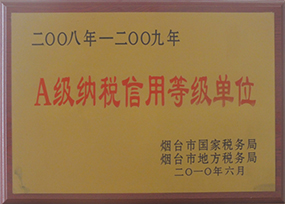 二〇〇八年—二〇〇九年
A级纳税信用等级单位
烟台市国家税务局
烟台市地方税务局
二〇一〇年六月